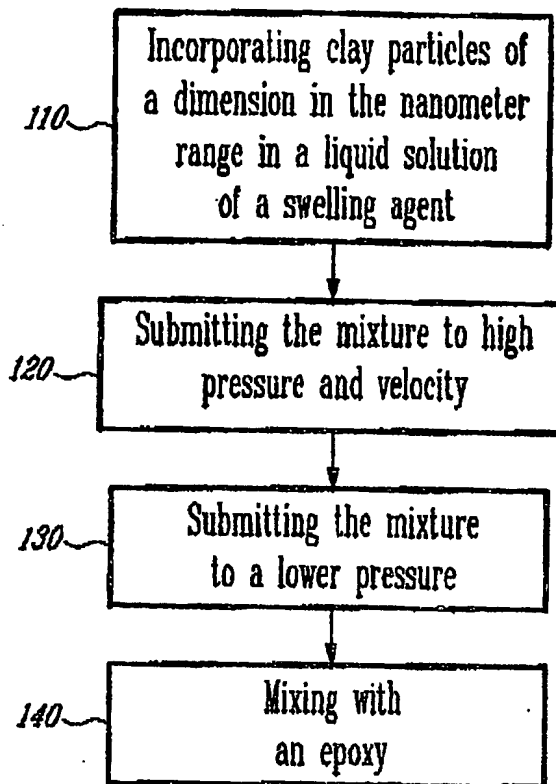 110
Incorporating clay particles of
a dimension in the nanometer
range in a liquid solution
of a swelling agent
120
Submitting the mixture to high
pressure and velocity
130
Submitting the mixture
to a lower pressure
140
Mixing with
an epoxy